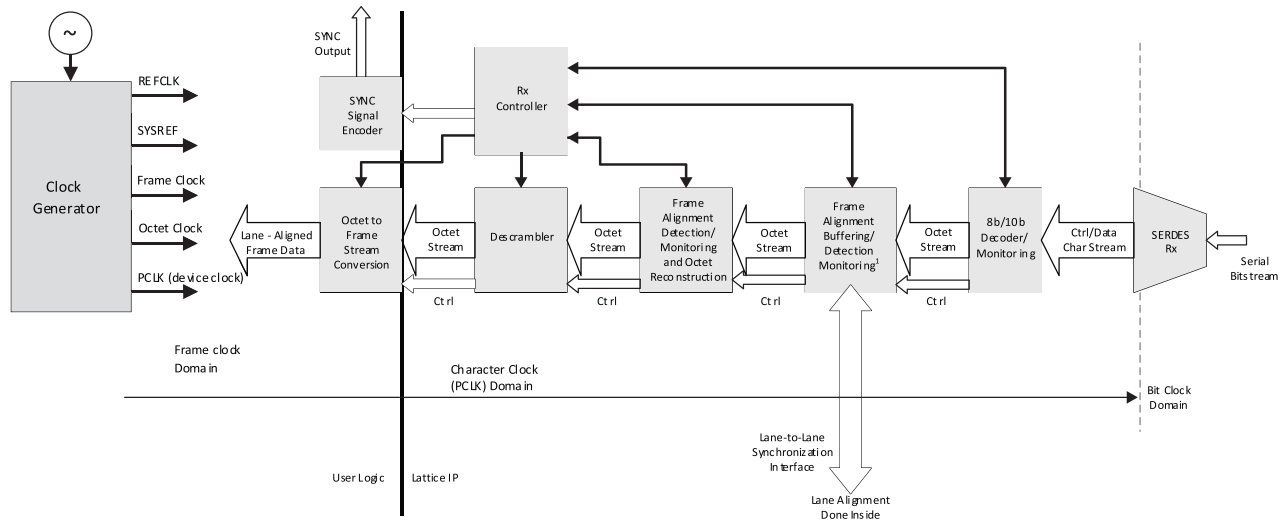 ~
Clock
Generator
REFCLK
SYSREF
Frame Clock
Octet Clock
PCLK (device clock)
SYNC
Output
SYNC
Signal
Encoder
Rx
Controller
Lane - Aligned
Frame Data
Octet to
Frame
Stream
Conversion
Octet
Stream
Ctrl
Descrambler
Octet
Stream
Ctrl
Frame
Alignment
Detection/
Monitoring
and Octet
Reconstruction
Octet
Stream
Ctrl
Frame
Alignment
Buffering/
Detection
Monitoring1
Octet
Stream
Ctrl
8b/10b
Decoder/
Monitoring
Ctrl/Data
Char Stream
SERDES
Rx
Serial
Bitstream
Frame clock
Domain
Character Clock
(PCLK) Domain
Bit Clock
Domain
Lane-to-Lane
Synchronization
Interface
User Logic
Lattice IP
Lane Alignment
Done Inside